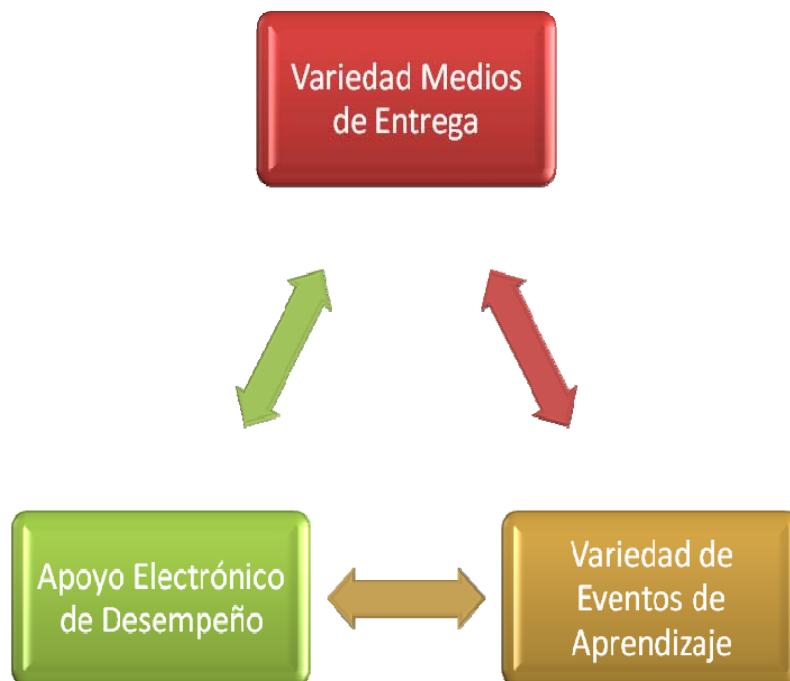 Variedad Medios
de Entrega
Apoyo Electrónico
de Desempeño
Variedad de
Eventos de
Aprendizaje